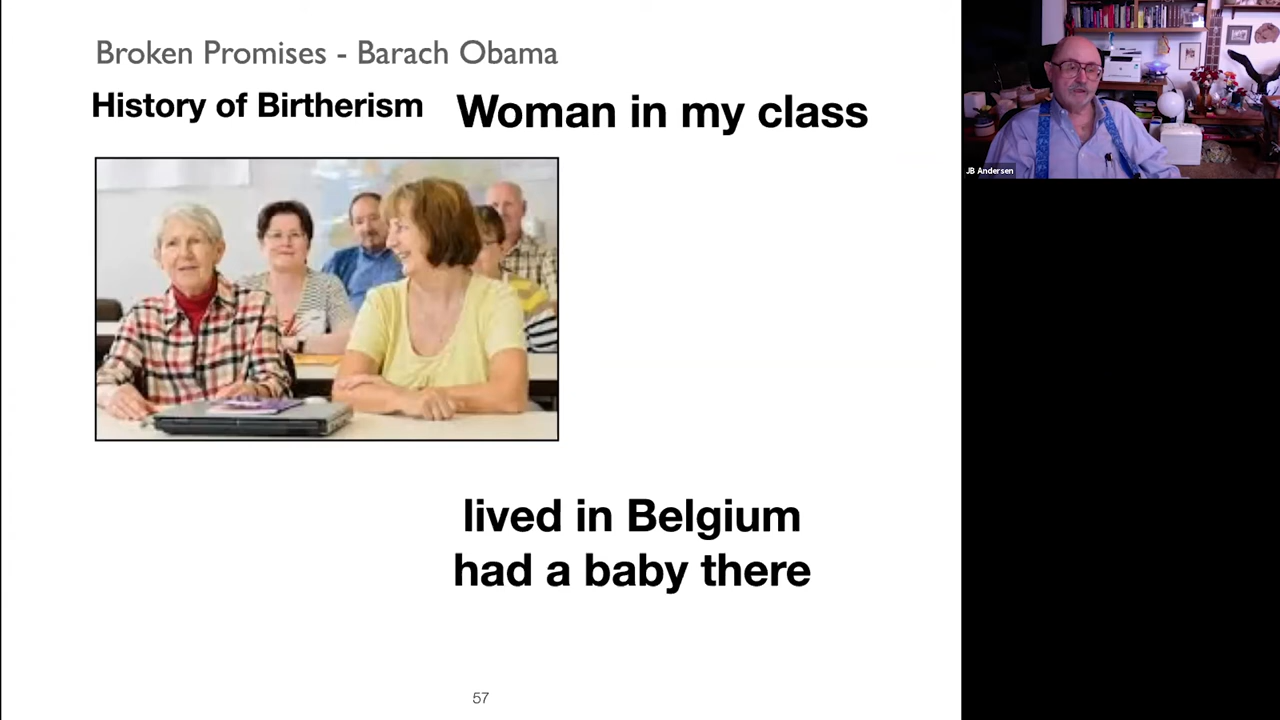 Broken Promises - Barach Obama
History of Birtherism
Woman in my class
JB Andersen
lived in Belgium
had a baby there
57